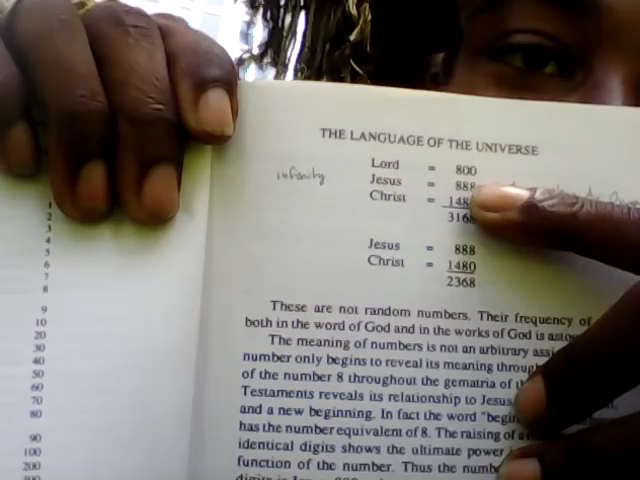 1
2
3
4
5
6
7
8
9
10
20
30
40
50
60
70
80
90
100
200
THE LANGUAGE OF THE UNIVERSE
infinity
Lord = 800
Jesus = 888
Christ = 148
316
Jesus = 888
Christ = 1480
2368
These are not random numbers. Their frequency of
both in the word of God and in the works of God is
The meaning of numbers is not an arbitrary
number only begins to reveal its meaning
of the number 8 throughout the gematria of
Testaments reveals its relationship to Jesus
and a new beginning. In fact the word "begin
has the number equivalent of 8. The raising of
identical digits shows the ultimate power
function of the number. Thus the